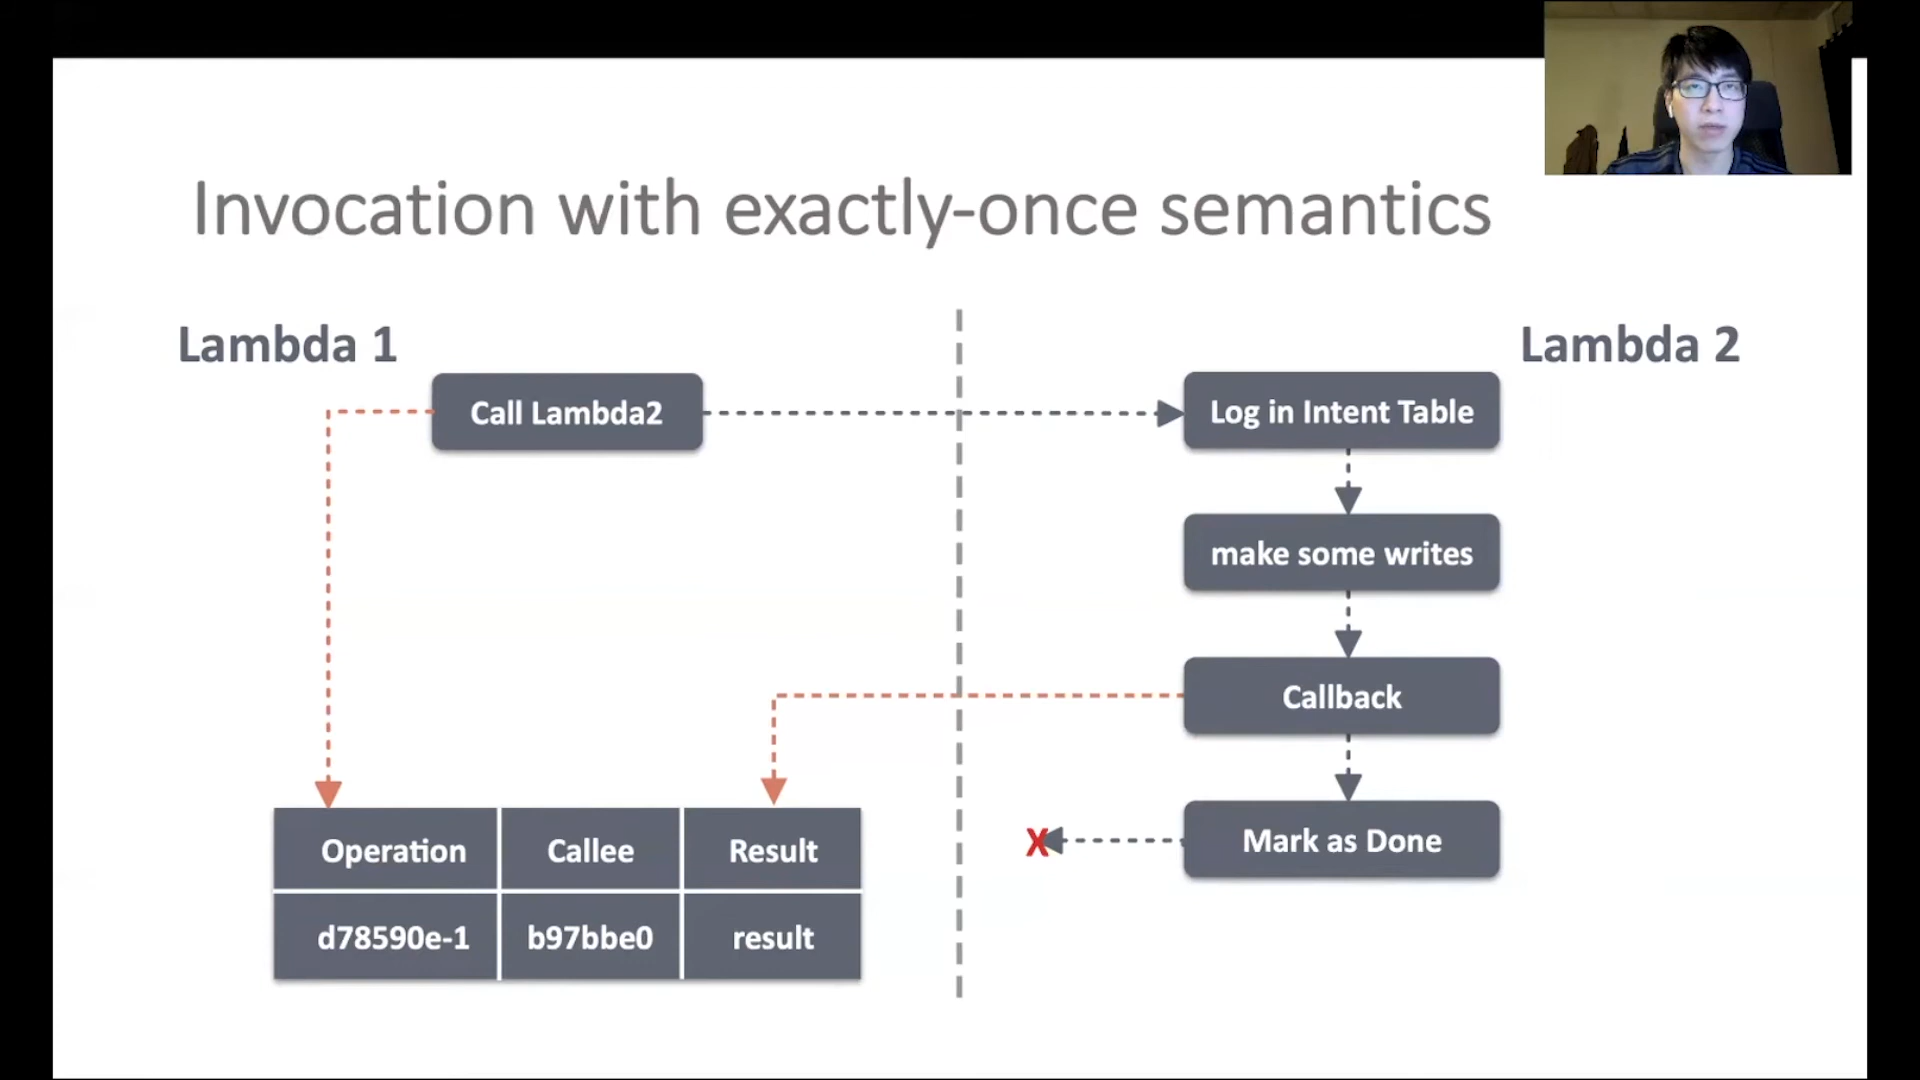 Invocation with exactly-once semantics
Lambda 1
Lambda 2
Call Lambda2
Log in Intent Table
make some writes
Callback
Mark as Done
X
Operation Callee Result
d78590e-1 b97bbe0 result